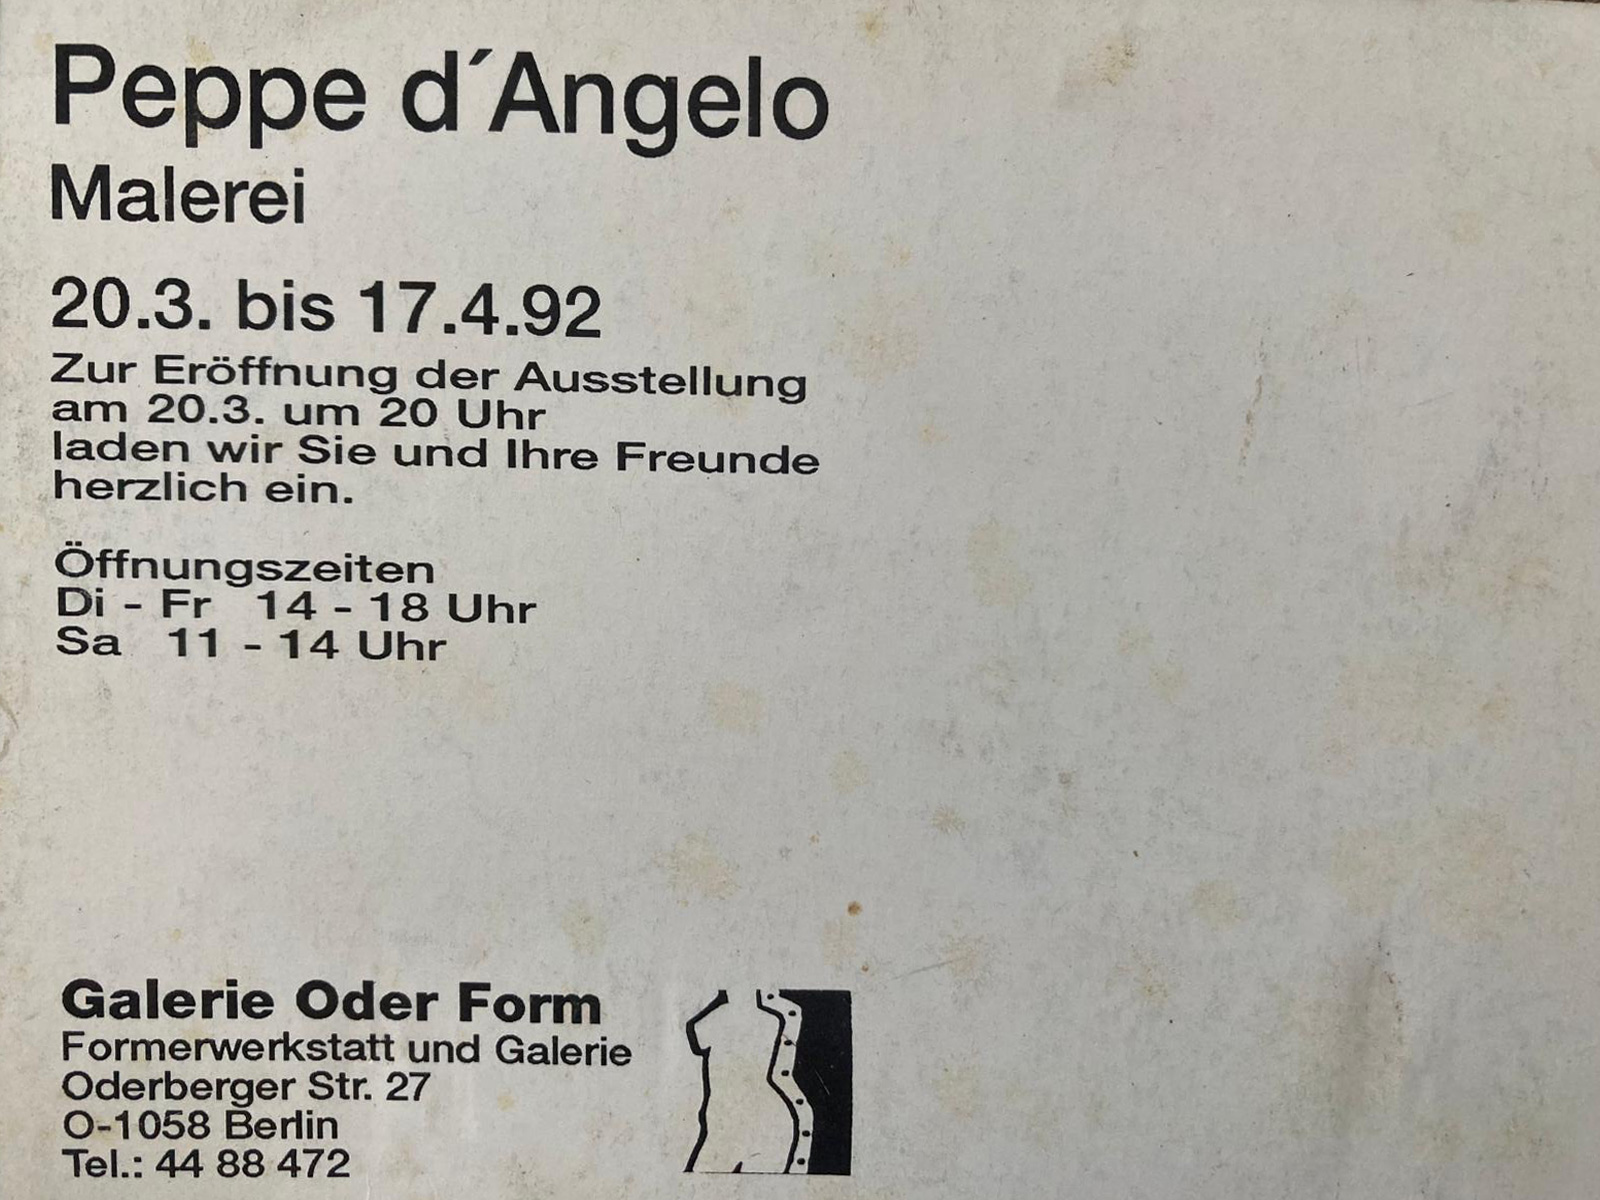 Peppe d´Angelo
Malerei
20.3. bis 17.4.92
Zur Eröffnung der Ausstellung
am 20.3. um 20 Uhr
laden wir Sie und Ihre Freunde
herzlich ein.
Öffnungszeiten
Di - Fr 14 - 18 Uhr
Sa 11 - 14 Uhr
Galerie Oder Form
Formerwerkstatt und Galerie
Oderberger Str. 27
O-1058 Berlin
Tel.: 44 88 472